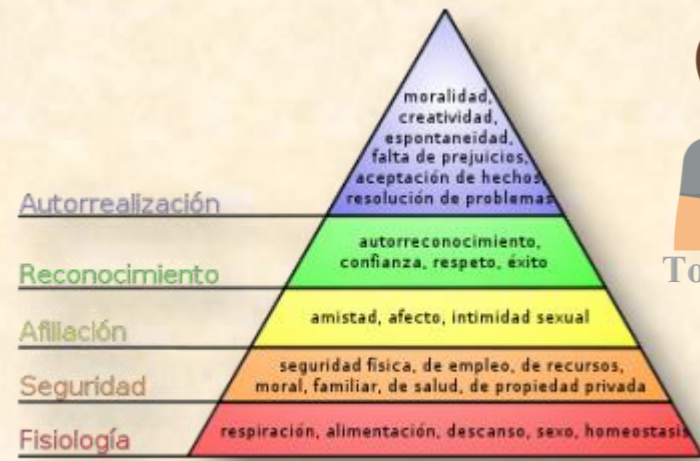 moralidad,
creatividad,
espontaneidad,
falta de prejuicios,
aceptación de hechos
resolución de problemas
Autorrealización
autorreconocimiento,
confianza, respeto, éxito
Reconocimiento
amistad, afecto, intimidad sexual
Afiliación
seguridad física, de empleo, de recursos,
moral, familiar, de salud, de propiedad privada
Seguridad
respiración, alimentación, descanso, sexo, homeostasis
Fisiología